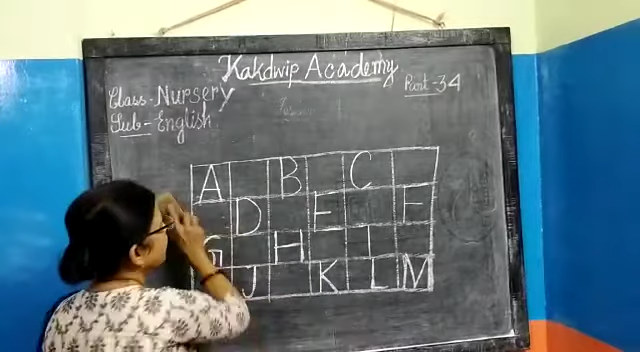 Kakdwip Academy
Class - Nursery
Part - 34
Sub - English
A B C
D E F
G H I
J K L M